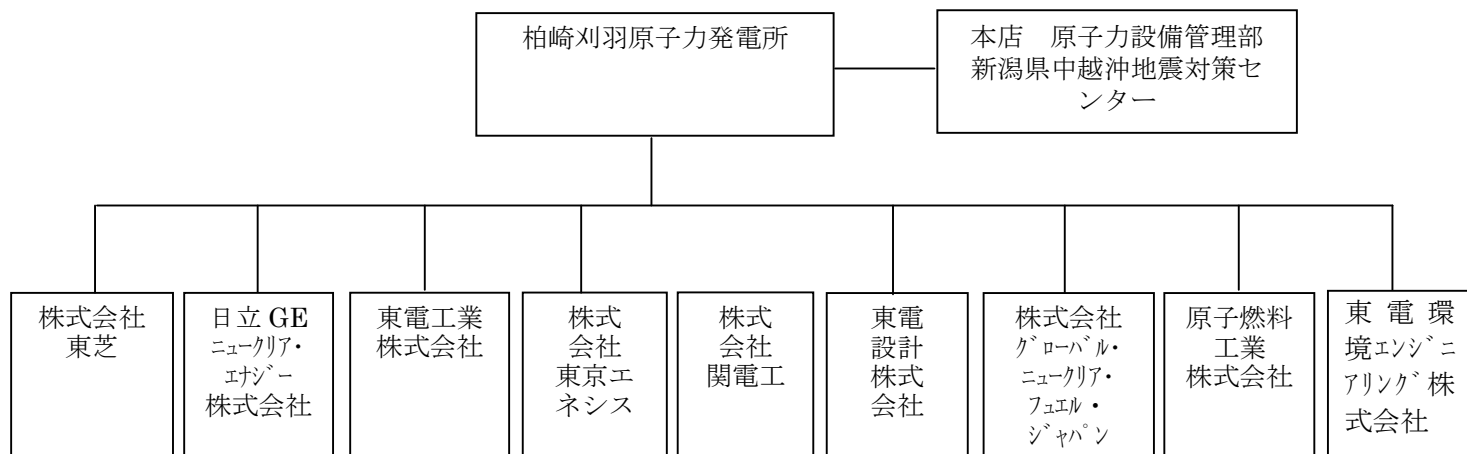 柏崎刈羽原子力発電所
本店　原子力設備管理部
新潟県中越沖地震対策セ
ンター
株式会社
東芝
日立 GE
ニュークリア・
エナジー
株式会社
東電工業
株式会社
株式
会社
東京エ
ネシス
株式
会社
関電工
東電
設計
株式
会社
株式会社
グローバル・
ニュークリア・
フュエル・
ジャパン
原子燃料
工業
株式会社
東 電 環
境エンジニ
アリング株
式会社